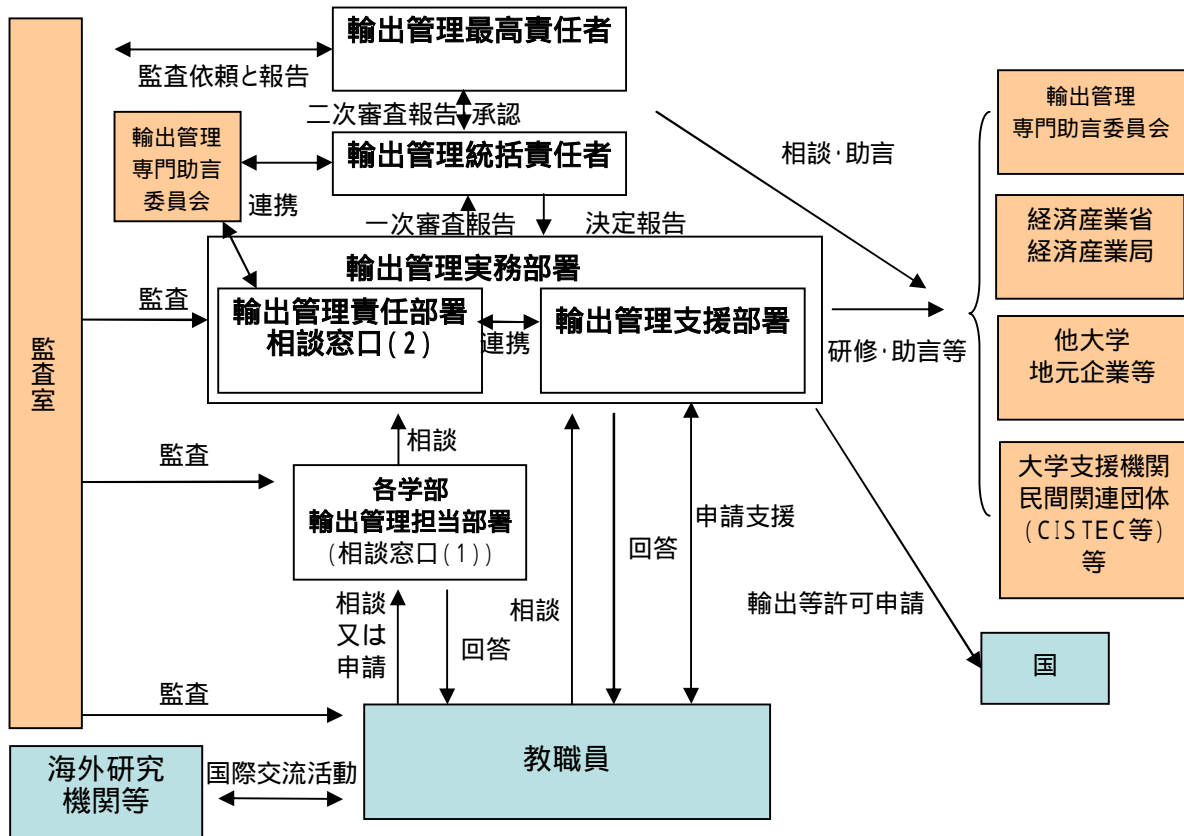 輸出管理最高責任者
監査依頼と報告
二次審査報告
承認
輸出管理
専門助言
委員会
輸出管理統括責任者
連携
一次審査報告
決定報告
相談・助言
輸出管理
専門助言委員会
経済産業省
経済産業局
他大学
地元企業等
大学支援機関
民間関連団体
(CISTEC等)
等
輸出管理実務部署
輸出管理責任部署
相談窓口(2)
連携
輸出管理支援部署
研修・助言等
監査
監査室
監査
相談
各学部
輸出管理担当部署
(相談窓口(1))
相談
又は
申請
回答
相談
回答
申請支援
輸出等許可申請
国
監査
教職員
海外研究
機関等
国際交流活動